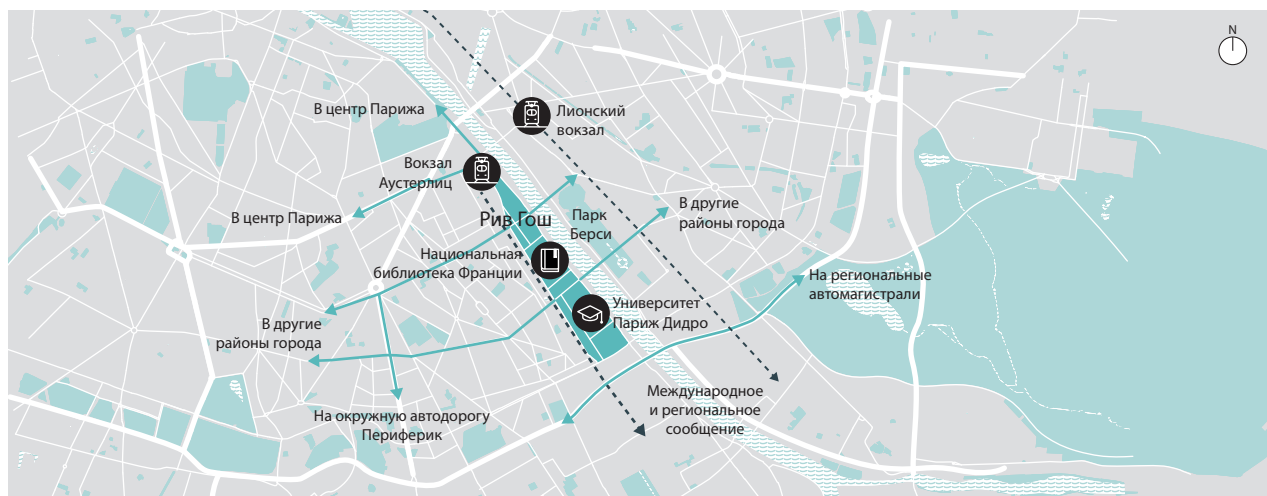 N
В центр Парижа
Лионский
вокзал
Вокзал
Аустерлиц
В центр Парижа
Рив Гош
Парк
Берси
В другие
районы города
Национальная
библиотека Франции
На региональные
автомагистрали
Университет
Париж Дидро
В другие
районы города
Международное
и региональное
сообщение
На окружную автодорогу
Периферик